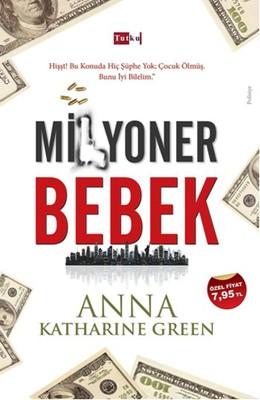 Tutku
Hişşt! Bu Konuda Hiç Şüphe Yok; Çocuk Ölmüş.
Bunu İyi Bilelim."
Polisiye
MİLYONER
BEBEK
ÖZEL FİYAT
7,95 TL
ANNA
KATHARINE GREEN
100